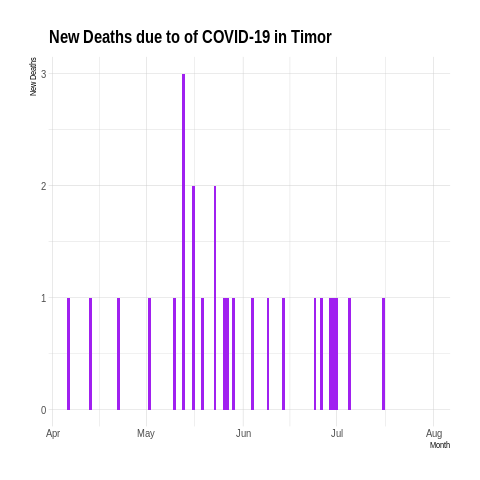 New Deaths due to of COVID-19 in Timor
New Deaths
3
2
1
0
Apr May Jun Jul Aug
Month